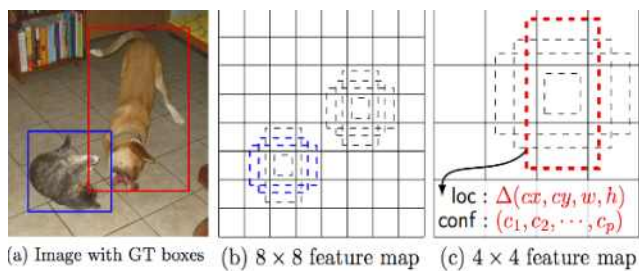 loc : Δ(cx, cy, w, h)
conf : (c₁, c₂, ⋯, cₚ)
(a) Image with GT boxes
(b) 8 × 8 feature map
(c) 4 × 4 feature map